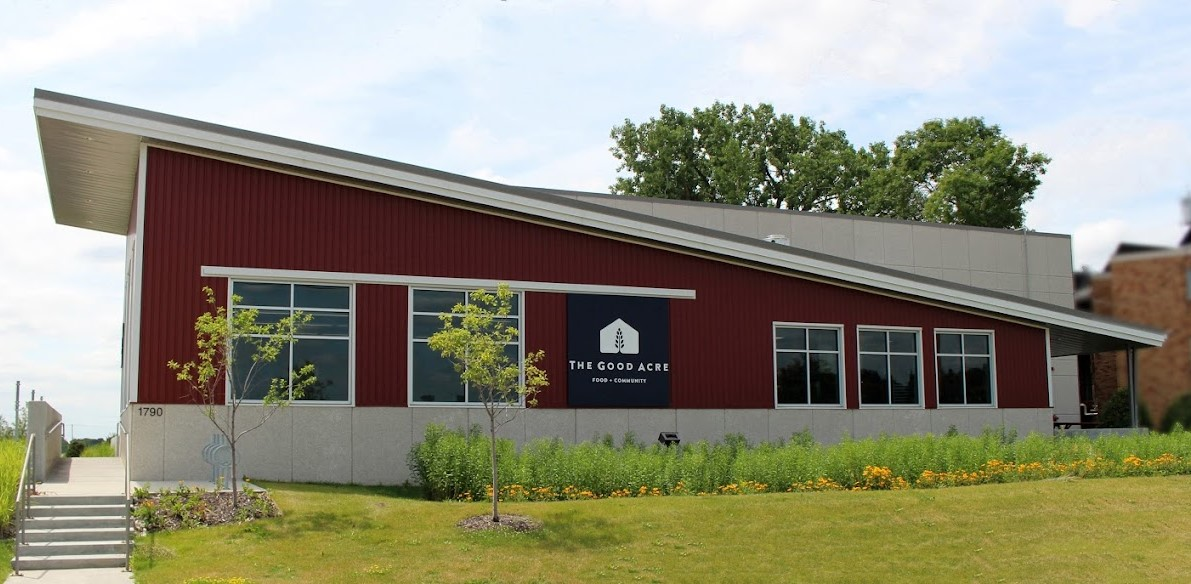 THE GOOD ACRE
FOOD + COMMUNITY
1790